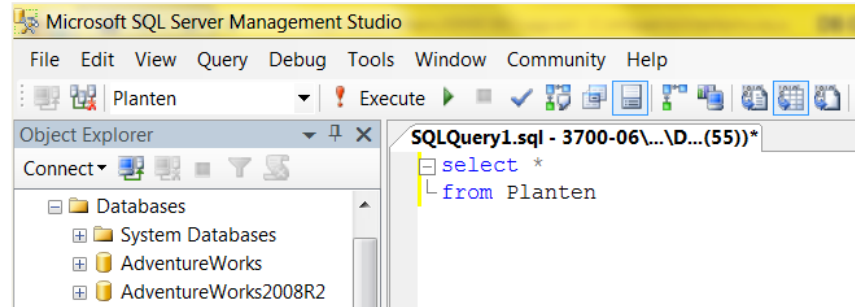 Microsoft SQL Server Management Studio
File Edit View Query Debug Tools Window Community Help
Planten Execute
Object Explorer
SQLQuery1.sql - 3700-06\...\D...(55))*
Connect
select *
from Planten
Databases
System Databases
AdventureWorks
AdventureWorks2008R2